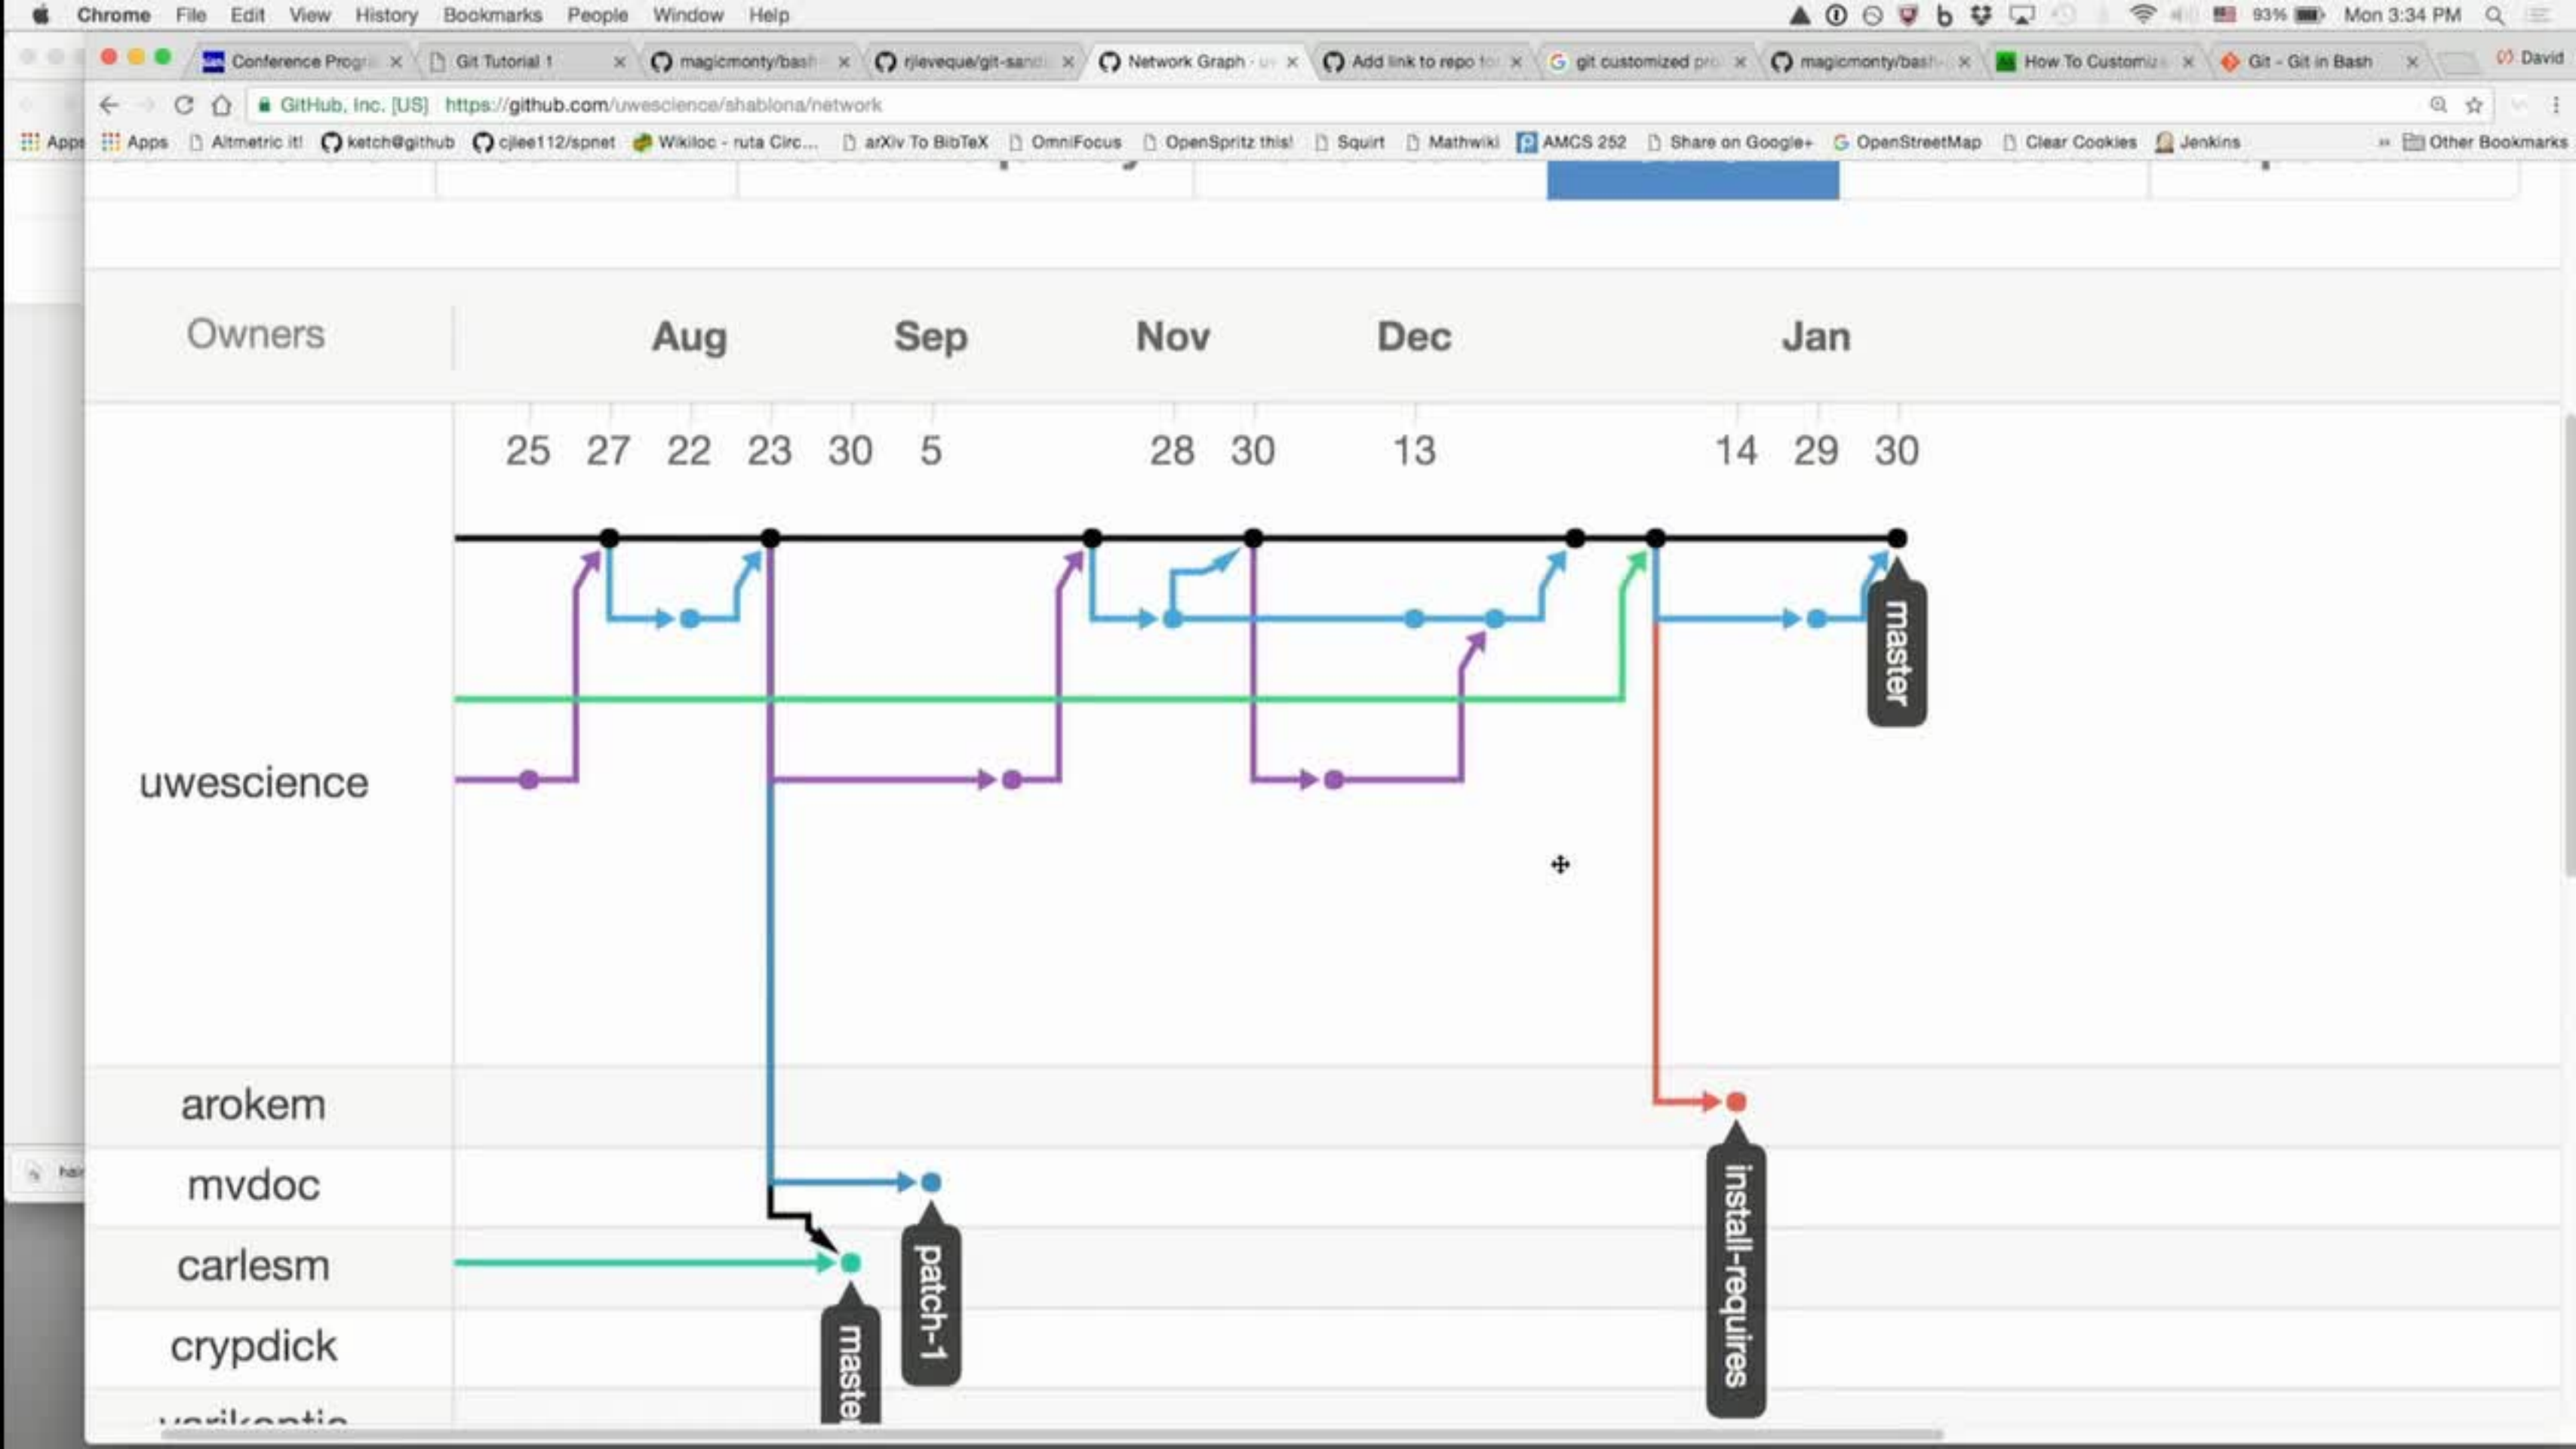 Chrome File Edit View History Bookmarks People Window Help 93% Mon 3:34 PM
Conference Progr Git Tutorial 1 magicmonty/bash rjleveque/git-sand Network Graph · Add link to repo for git customized pro magicmonty/bash- How To Customiz Git - Git in Bash David
GitHub, Inc. [US] https://github.com/uwescience/shablona/network
Apps Apps Altmetric it! ketch@github cjlee112/spnet Wikiloc - ruta Circ... arXiv To BibTeX OmniFocus OpenSpritz this! Squirt Mathwiki AMCS 252 Share on Google+ OpenStreetMap Clear Cookies Jenkins » Other Bookmarks
Owners Aug Sep Nov Dec Jan
25 27 22 23 30 5 28 30 13 14 29 30
master
uwescience
arokem
mvdoc
install-requires
patch-1
carlesm
maste
crypdick